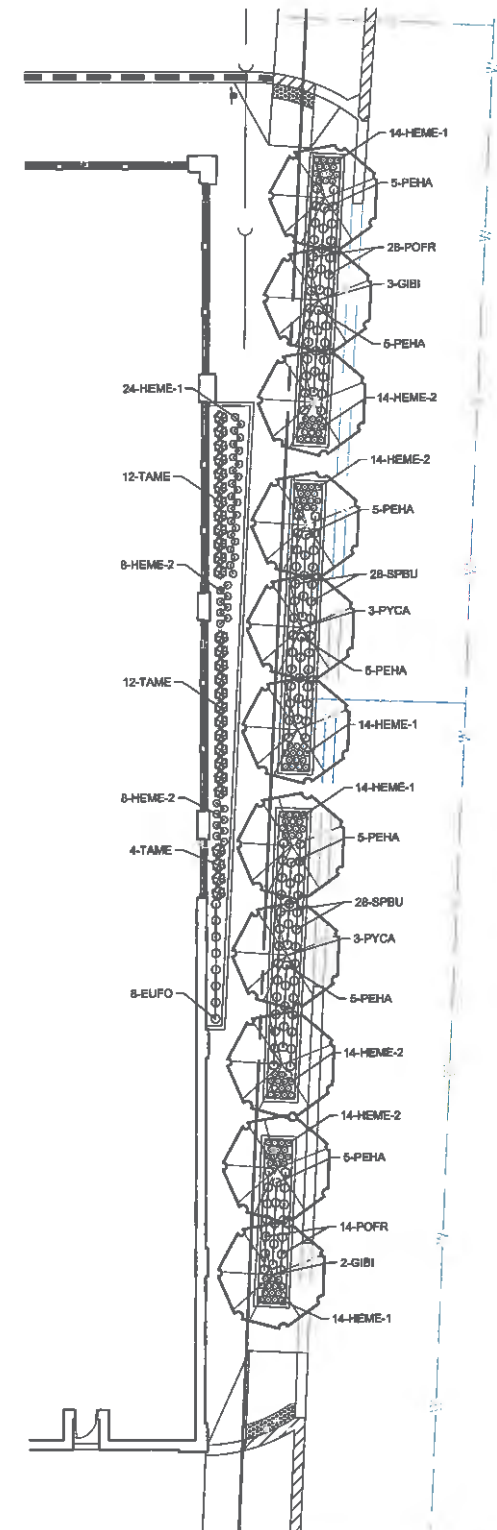 14-HEME-1
5-PEHA
28-POFR
3-GIBI
5-PEHA
14-HEME-2
24-HEME-1
12-TAME
8-HEME-2
12-TAME
8-HEME-2
4-TAME
8-EUFO
14-HEME-2
5-PEHA
28-SPBU
3-PYCA
5-PEHA
14-HEME-1
14-HEME-1
5-PEHA
28-SPBU
3-PYCA
5-PEHA
14-HEME-2
14-HEME-2
5-PEHA
14-POFR
2-GIBI
14-HEME-1
W
W
W